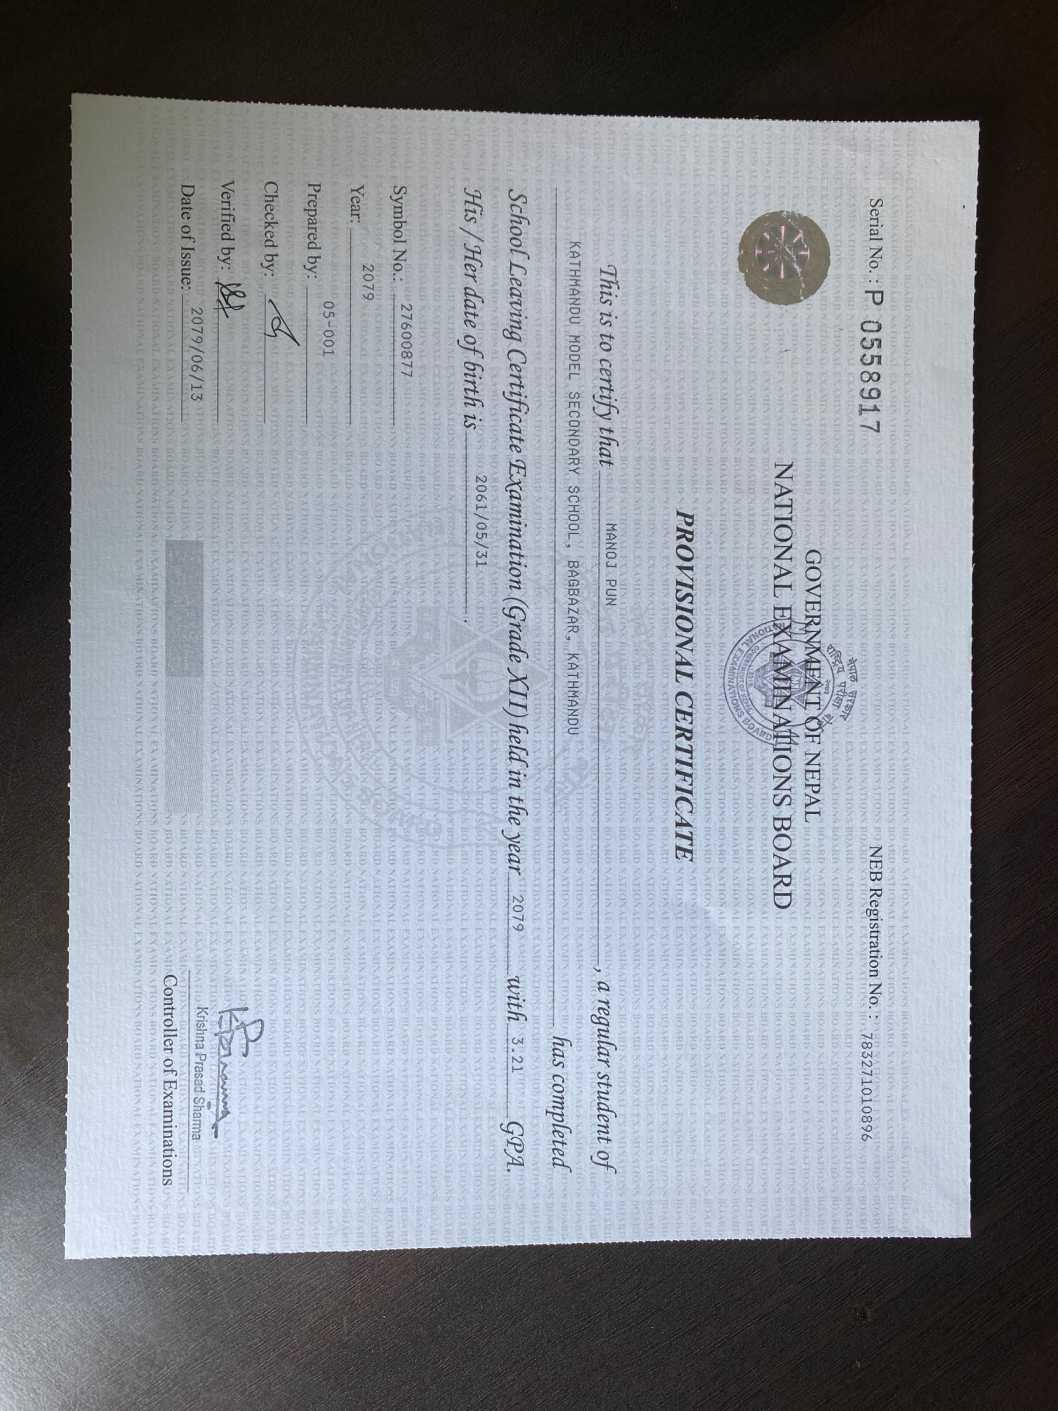 Serial No. : P 0558917
NEB Registration No. : 783271010896
नेपाल सरकार
राष्ट्रिय परीक्षा बोर्ड
GOVERNMENT OF NEPAL
NATIONAL EXAMINATIONS BOARD
PROVISIONAL CERTIFICATE
This is to certify that MANOJ PUN , a regular student of
KATHMANDU MODEL SECONDARY SCHOOL, BAGBAZAR, KATHMANDU has completed
School Leaving Certificate Examination (Grade XII) held in the year 2079 with 3.21 GPA.
His / Her date of birth is 2061/05/31 .
Symbol No.: 27600877
Year: 2079
Prepared by: 05-001
Checked by:
Verified by:
Date of Issue: 2079/06/13
Krishna Prasad Sharma
Controller of Examinations